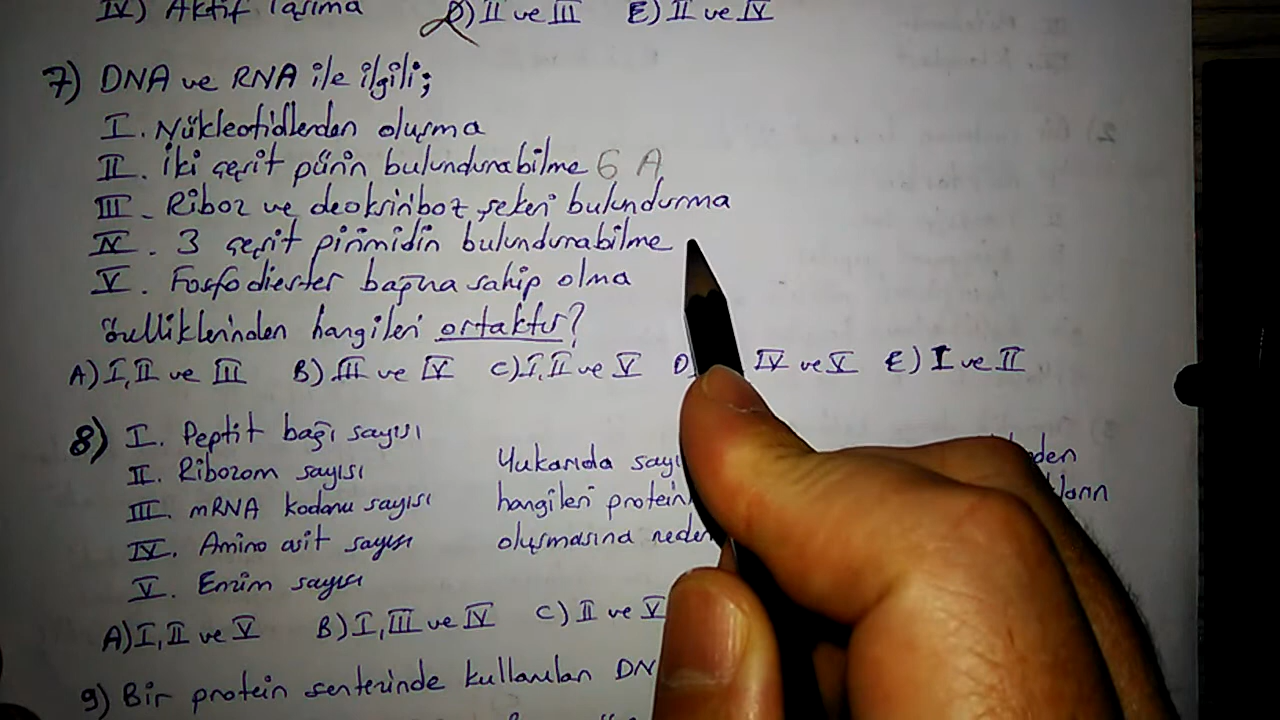 IV) Aktif Taşıma D) II ve III E) II ve IV
7) DNA ve RNA ile ilgili;
I. Nükleotidlerden oluşma
II. İki çeşit pürin bulundurabilme G A
III. Riboz ve deoksiriboz şekeri bulundurma
IV. 3 çeşit pirimidin bulundurabilme
V. Fosfodiester bağına sahip olma
özelliklerinden hangileri ortaktır?
A) I, II ve III B) III ve IV C) I, II ve V D) IV ve V E) I ve II
8) I. Peptit bağı sayısı
II. Ribozom sayısı
III. mRNA kodonu sayısı
IV. Amino asit sayısı
V. Enzim sayısı
Yukarıda
hangileri protein
oluşmasına
A) I, II ve V B) I, III ve IV C) II ve V
9) Bir protein sentezinde kullanılan